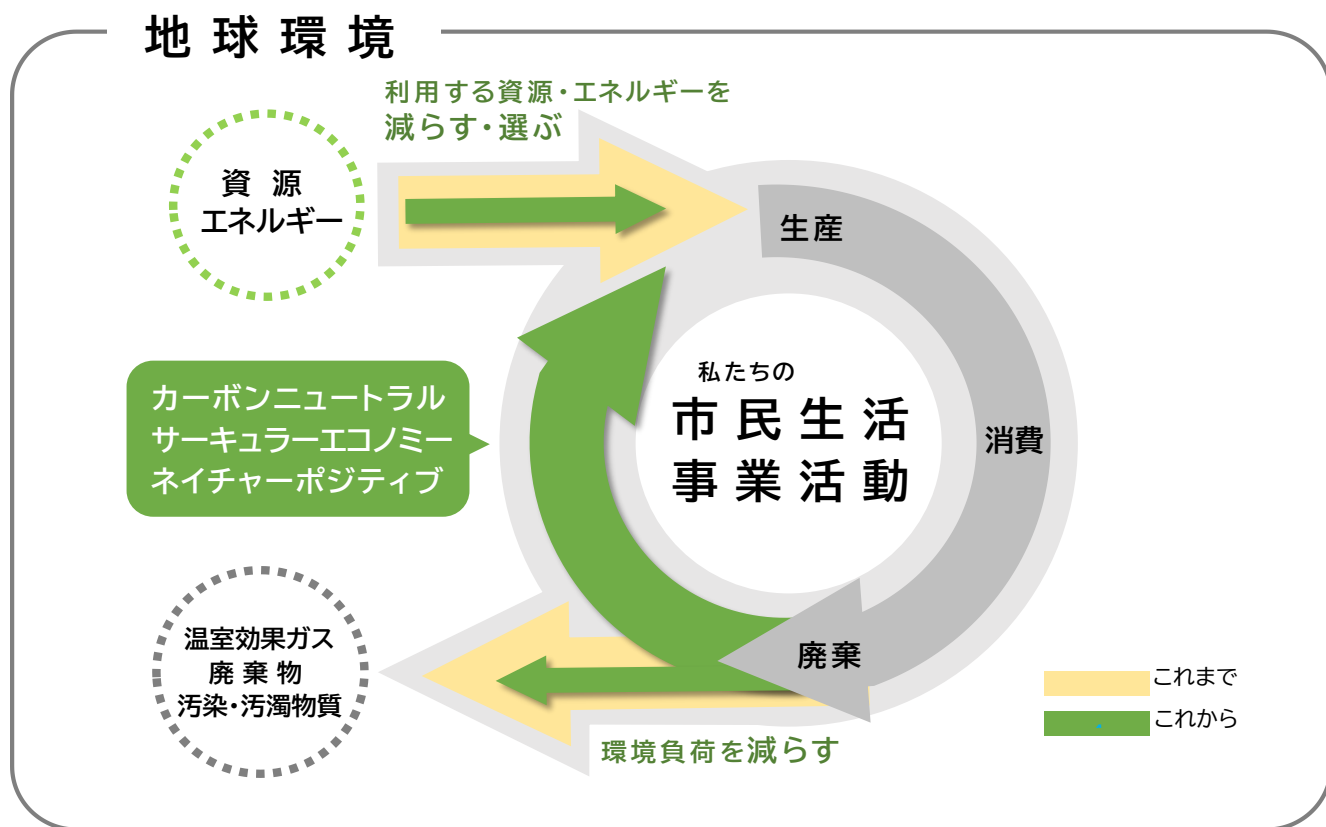 地球環境
利用する資源・エネルギーを
減らす・選ぶ
資源
エネルギー
生産
私たちの
市民生活
事業活動
消費
カーボンニュートラル
サーキュラーエコノミー
ネイチャーポジティブ
温室効果ガス
廃棄物
汚染・汚濁物質
廃棄
環境負荷を減らす
これまで
これから